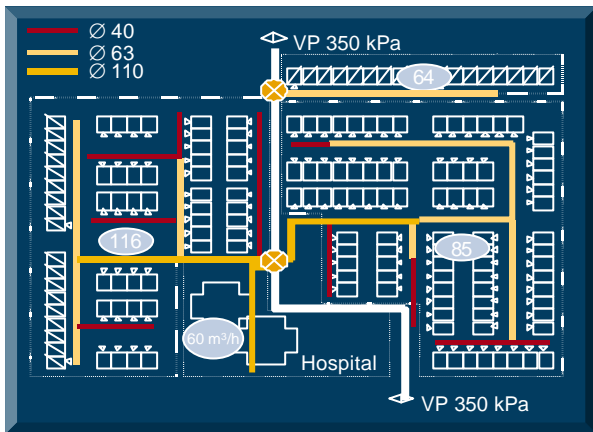 ∅ 40
∅ 63
∅ 110
VP 350 kPa
64
116
85
60 m³/h
Hospital
VP 350 kPa